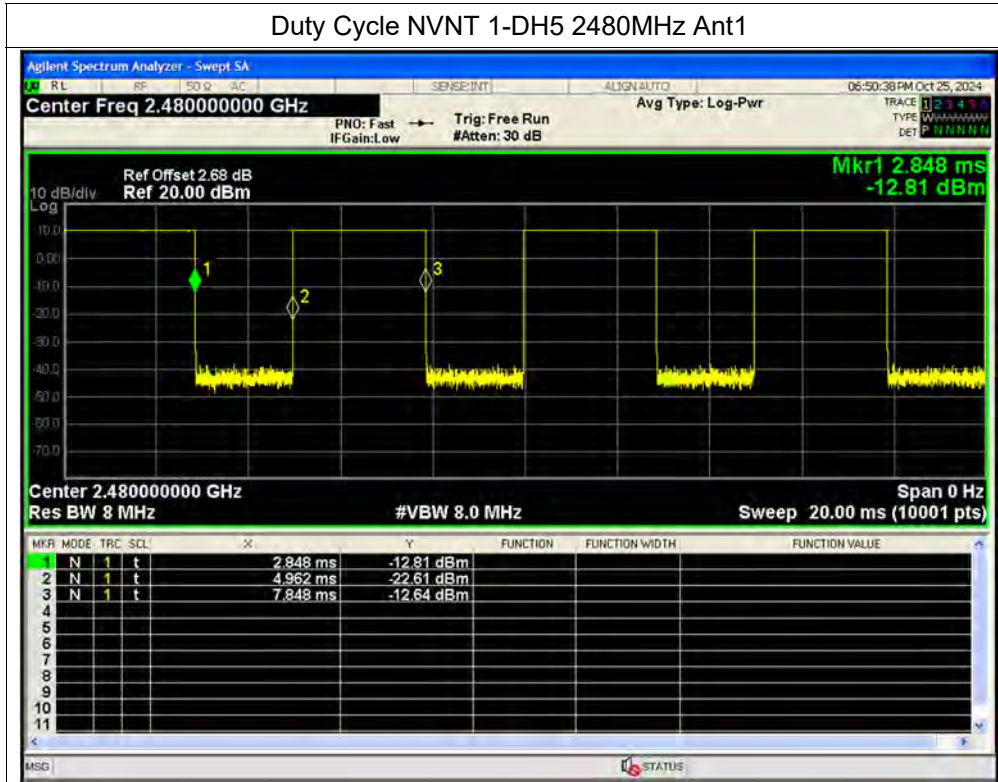 Duty Cycle NVNT 1-DH5 2480MHz Ant1
Agilent Spectrum Analyzer - Swept SA
RL RF 50 Ω AC SENSE:INT ALIGN AUTO 06:50:38 PM Oct 25, 2024
Center Freq 2.480000000 GHz Avg Type: Log-Pwr TRACE 1 2 3 4 5 6
PNO: Fast Trig: Free Run TYPE WWWWWW
IFGain:Low #Atten: 30 dB DET P N N N N N
Mkr1 2.848 ms
Ref Offset 2.68 dB
10 dB/div Ref 20.00 dBm -12.81 dBm
Log
10.0
0.00
-10.0
-20.0
-30.0
-40.0
-50.0
-60.0
-70.0
1
2
3
Center 2.480000000 GHz Span 0 Hz
Res BW 8 MHz #VBW 8.0 MHz Sweep 20.00 ms (10001 pts)
MKR MODE TRC SCL X Y FUNCTION FUNCTION WIDTH FUNCTION VALUE
1 N 1 t 2.848 ms -12.81 dBm
2 N 1 t 4.962 ms -22.61 dBm
3 N 1 t 7.848 ms -12.64 dBm
4
5
6
7
8
9
10
11
MSG STATUS